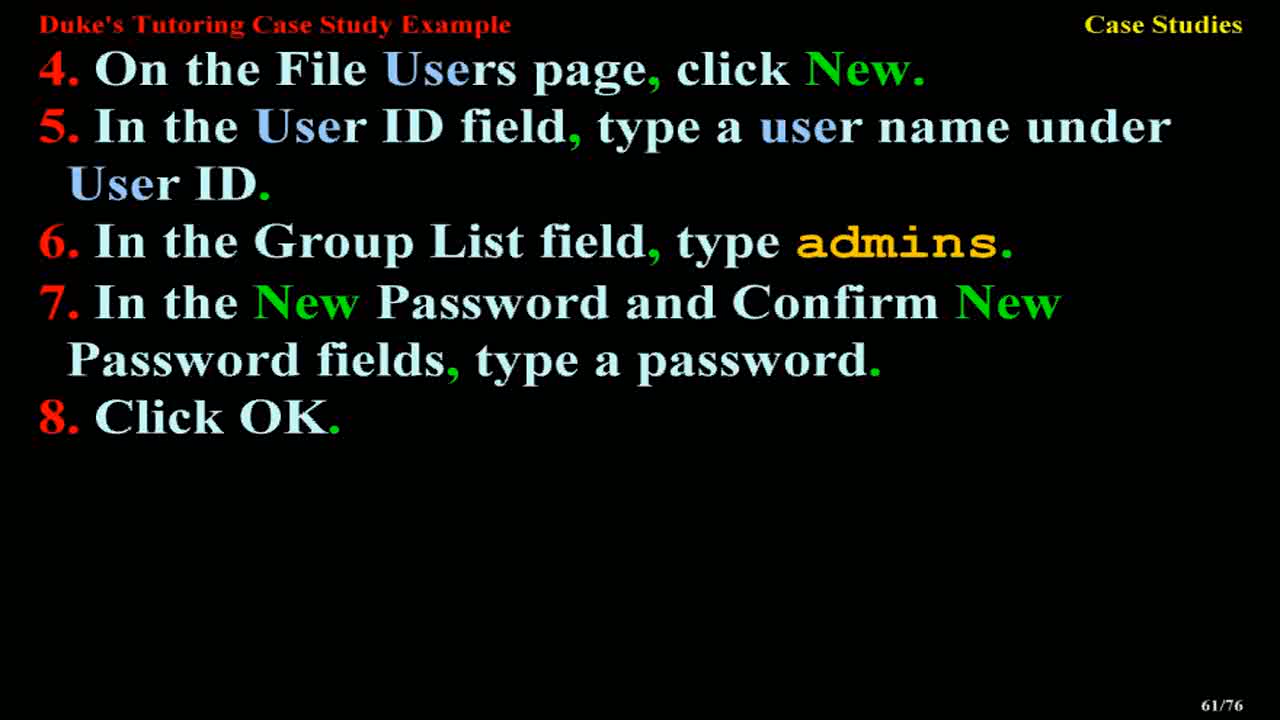 Duke's Tutoring Case Study Example
Case Studies
4. On the File Users page, click New.
5. In the User ID field, type a user name under
User ID.
6. In the Group List field, type admins.
7. In the New Password and Confirm New
Password fields, type a password.
8. Click OK.
61/76